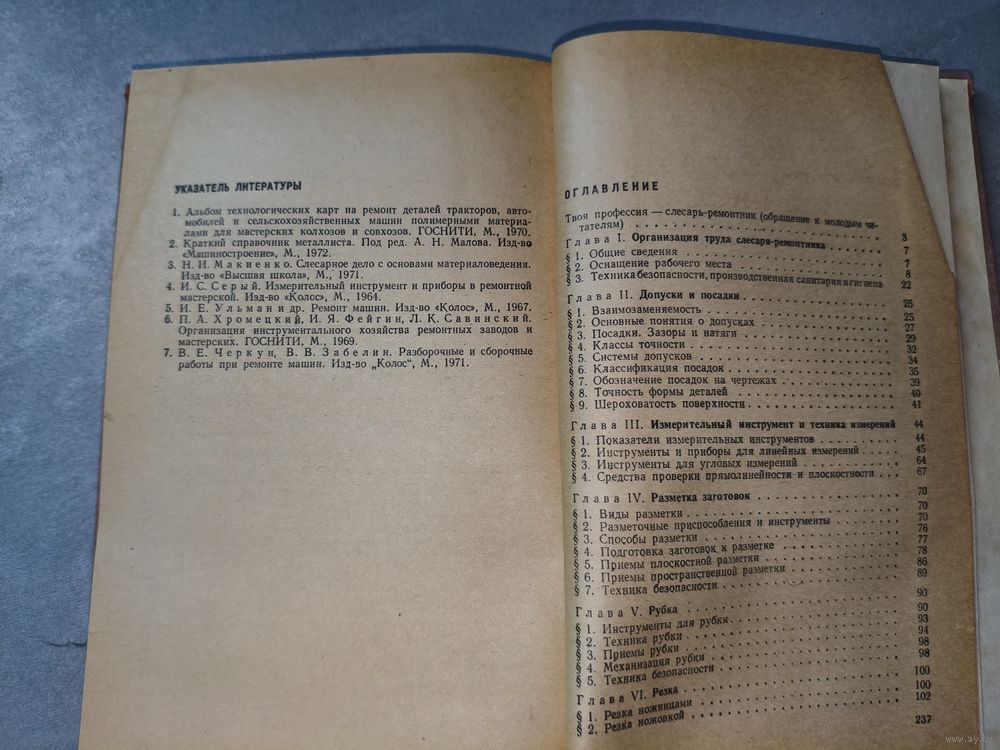 УКАЗАТЕЛЬ ЛИТЕРАТУРЫ
1. Альбом технологических карт на ремонт деталей тракторов, авто-
мобилей и сельскохозяйственных машин полимерными материа-
лами для мастерских колхозов и совхозов. ГОСНИТИ, М., 1970.
2. Краткий справочник металлиста. Под ред. А. Н. Малова. Изд-во
«Машиностроение», М., 1972.
3. Н. И. Макиенко. Слесарное дело с основами материаловедения.
Изд-во «Высшая школа», М., 1971.
4. И. С. Серый. Измерительный инструмент и приборы в ремонтной
мастерской. Изд-во «Колос», М., 1964.
5. И. Е. Ульман и др. Ремонт машин. Изд-во «Колос», М., 1967.
6. П. А. Хромецкий, И. Я. Фейгин, Л. К. Савинский.
Организация инструментального хозяйства ремонтных заводов и
мастерских. ГОСНИТИ, М., 1969.
7. В. Е. Черкун, В. В. Забелин. Разборочные и сборочные
работы при ремонте машин. Изд-во „Колос“, М., 1971.
ОГЛАВЛЕНИЕ
Твоя профессия — слесарь-ремонтник (обращение к молодым чи-
тателям) 3
Глава I. Организация труда слесаря-ремонтника 7
§ 1. Общие сведения 7
§ 2. Оснащение рабочего места 8
§ 3. Техника безопасности, производственная санитария и гигиена 22
Глава II. Допуски и посадки 25
§ 1. Взаимозаменяемость 25
§ 2. Основные понятия о допусках 27
§ 3. Посадки. Зазоры и натяги 29
§ 4. Классы точности 32
§ 5. Системы допусков 34
§ 6. Классификация посадок 35
§ 7. Обозначение посадок на чертежах 39
§ 8. Точность формы деталей 40
§ 9. Шероховатость поверхности 41
Глава III. Измерительный инструмент и техника измерений 44
§ 1. Показатели измерительных инструментов 44
§ 2. Инструменты и приборы для линейных измерений 45
§ 3. Инструменты для угловых измерений 64
§ 4. Средства проверки прямолинейности и плоскостности 67
Глава IV. Разметка заготовок 70
§ 1. Виды разметки 70
§ 2. Разметочные приспособления и инструменты 70
§ 3. Способы разметки 76
§ 4. Подготовка заготовок к разметке 77
§ 5. Приемы плоскостной разметки 78
§ 6. Приемы пространственной разметки 86
§ 7. Техника безопасности 89
Глава V. Рубка 90
§ 1. Инструменты для рубки 90
§ 2. Техника рубки 93
§ 3. Приемы рубки 94
§ 4. Механизация рубки 98
§ 5. Техника безопасности 98
Глава VI. Резка 100
§ 1. Резка ножницами 100
§ 2. Резка ножовкой 102
237
www.ay.by